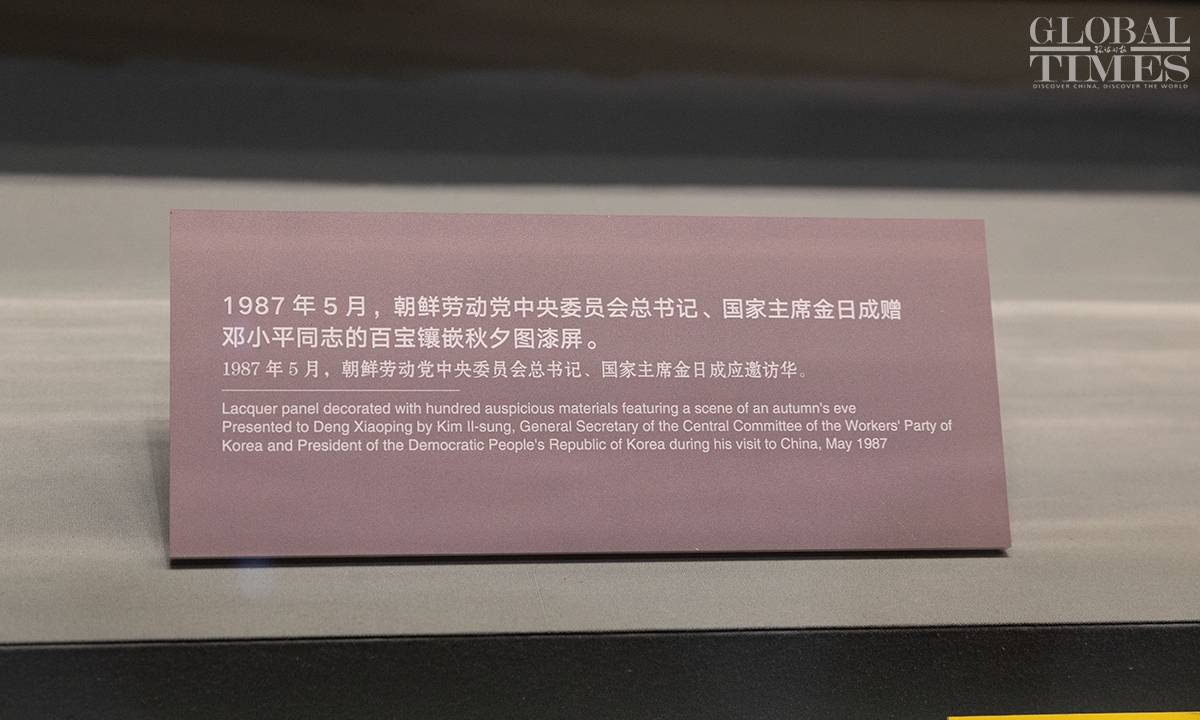 GLOBAL
环球时报
TIMES
DISCOVER CHINA, DISCOVER THE WORLD
1987 年 5 月，朝鲜劳动党中央委员会总书记、国家主席金日成赠
邓小平同志的百宝镶嵌秋夕图漆屏。
1987 年 5 月，朝鲜劳动党中央委员会总书记、国家主席金日成应邀访华。
Lacquer panel decorated with hundred auspicious materials featuring a scene of an autumn's eve
Presented to Deng Xiaoping by Kim Il-sung, General Secretary of the Central Committee of the Workers' Party of
Korea and President of the Democratic People's Republic of Korea during his visit to China, May 1987